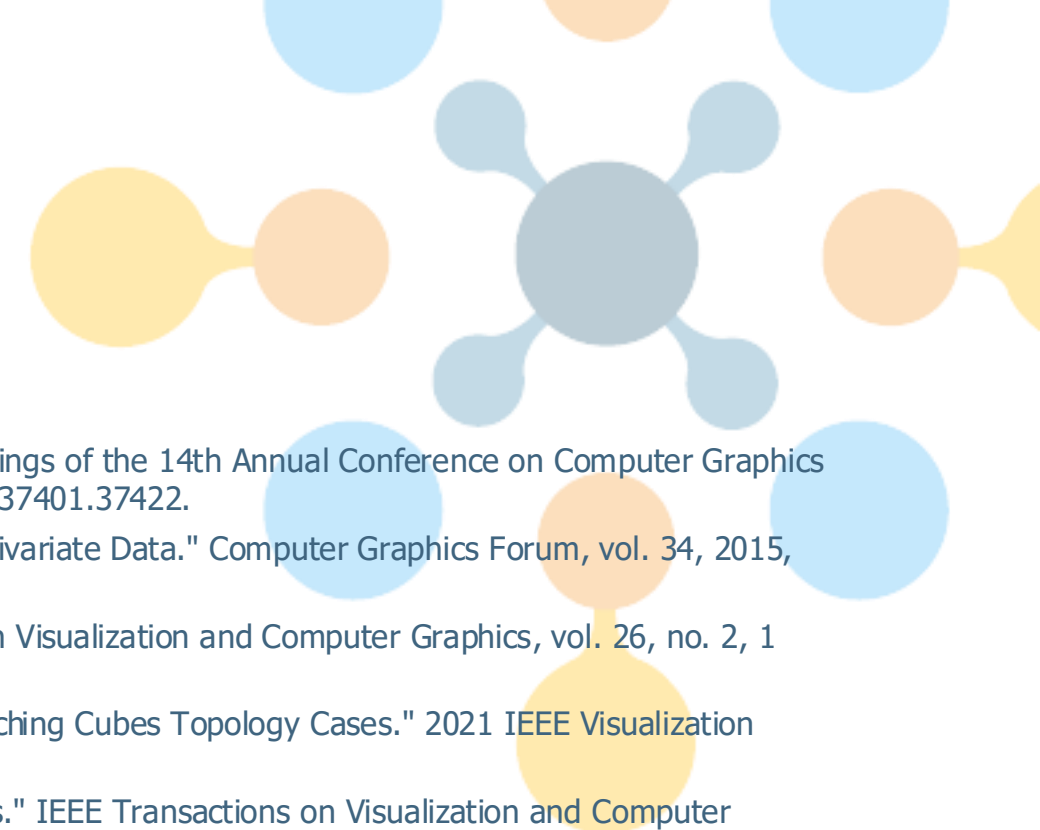 ings of the 14th Annual Conference on Computer Graphics
37401.37422.
ivariate Data." Computer Graphics Forum, vol. 34, 2015,
n Visualization and Computer Graphics, vol. 26, no. 2, 1
ching Cubes Topology Cases." 2021 IEEE Visualization
s." IEEE Transactions on Visualization and Computer